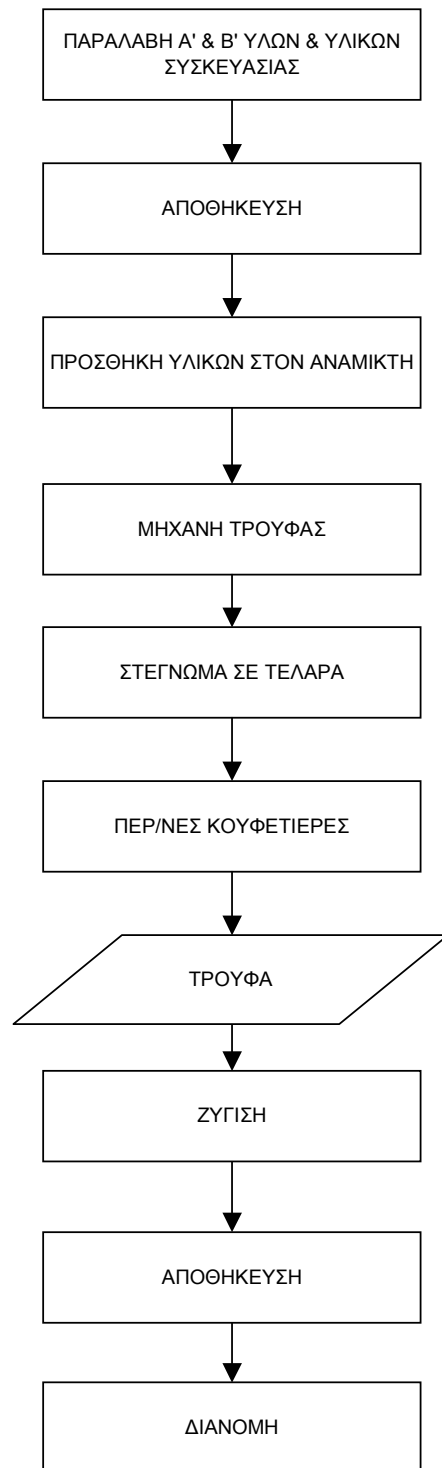 ΠΑΡΑΛΑΒΗ Α' & Β' ΥΛΩΝ & ΥΛΙΚΩΝ
ΣΥΣΚΕΥΑΣΙΑΣ
ΑΠΟΘΗΚΕΥΣΗ
ΠΡΟΣΘΗΚΗ ΥΛΙΚΩΝ ΣΤΟΝ ΑΝΑΜΙΚΤΗ
ΜΗΧΑΝΗ ΤΡΟΥΦΑΣ
ΣΤΕΓΝΩΜΑ ΣΕ ΤΕΛΑΡΑ
ΠΕΡ/ΝΕΣ ΚΟΥΦΕΤΙΕΡΕΣ
ΤΡΟΥΦΑ
ΖΥΓΙΣΗ
ΑΠΟΘΗΚΕΥΣΗ
ΔΙΑΝΟΜΗ